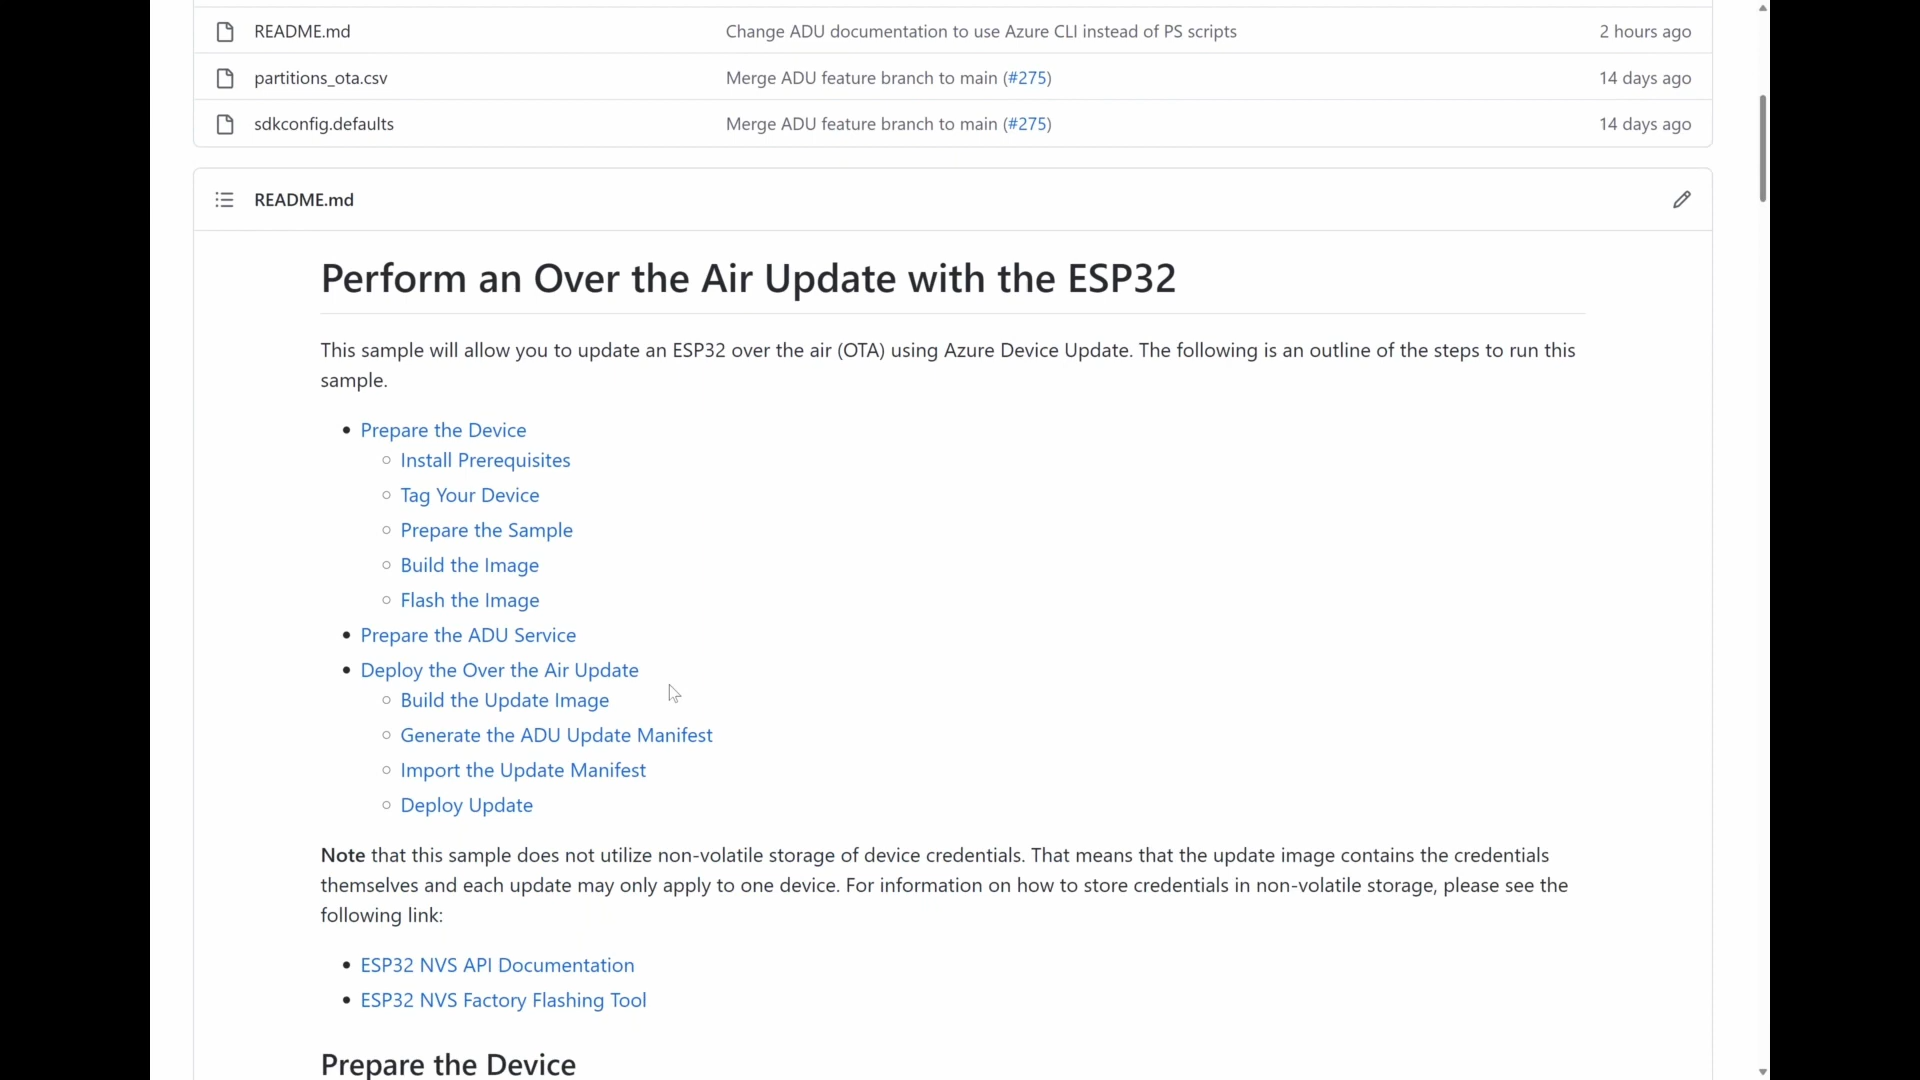 README.md Change ADU documentation to use Azure CLI instead of PS scripts 2 hours ago
partitions_ota.csv Merge ADU feature branch to main (#275) 14 days ago
sdkconfig.defaults Merge ADU feature branch to main (#275) 14 days ago
README.md
Perform an Over the Air Update with the ESP32
This sample will allow you to update an ESP32 over the air (OTA) using Azure Device Update. The following is an outline of the steps to run this
sample.
Prepare the Device
Install Prerequisites
Tag Your Device
Prepare the Sample
Build the Image
Flash the Image
Prepare the ADU Service
Deploy the Over the Air Update
Build the Update Image
Generate the ADU Update Manifest
Import the Update Manifest
Deploy Update
Note that this sample does not utilize non-volatile storage of device credentials. That means that the update image contains the credentials
themselves and each update may only apply to one device. For information on how to store credentials in non-volatile storage, please see the
following link:
ESP32 NVS API Documentation
ESP32 NVS Factory Flashing Tool
Prepare the Device